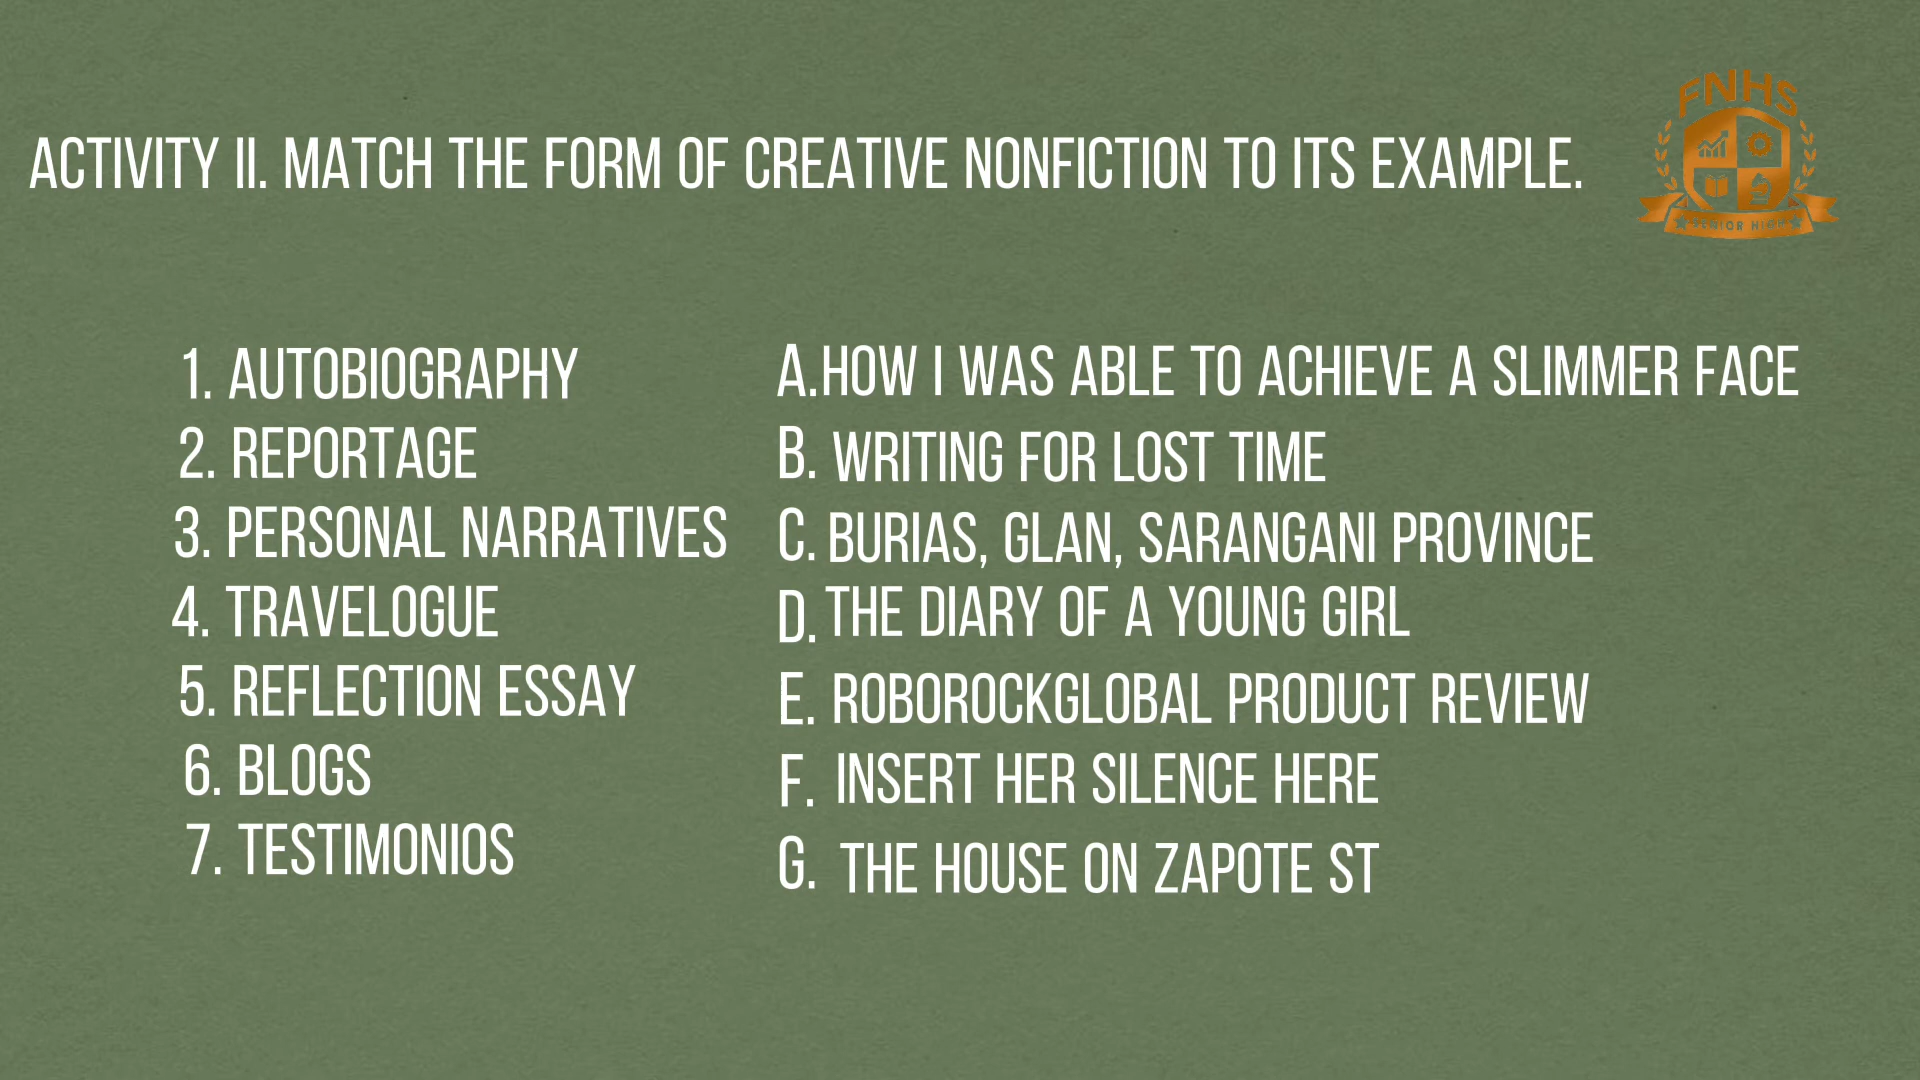 FNHS
ACTIVITY II. MATCH THE FORM OF CREATIVE NONFICTION TO ITS EXAMPLE.
SENIOR HIGH
1. AUTOBIOGRAPHY
2. REPORTAGE
3. PERSONAL NARRATIVES
4. TRAVELOGUE
5. REFLECTION ESSAY
6. BLOGS
7. TESTIMONIOS
A.HOW I WAS ABLE TO ACHIEVE A SLIMMER FACE
B. WRITING FOR LOST TIME
C. BURIAS, GLAN, SARANGANI PROVINCE
D. THE DIARY OF A YOUNG GIRL
E. ROBOROCKGLOBAL PRODUCT REVIEW
F. INSERT HER SILENCE HERE
G. THE HOUSE ON ZAPOTE ST